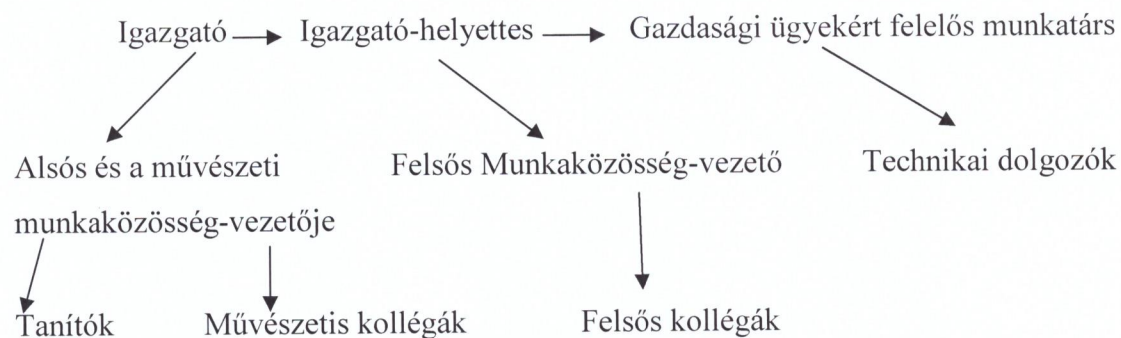 Igazgató Igazgató-helyettes Gazdasági ügyekért felelős munkatárs
Alsós és a művészeti Felsős Munkaközösség-vezető Technikai dolgozók
munkaközösség-vezetője
Tanítók Művészetis kollégák Felsős kollégák